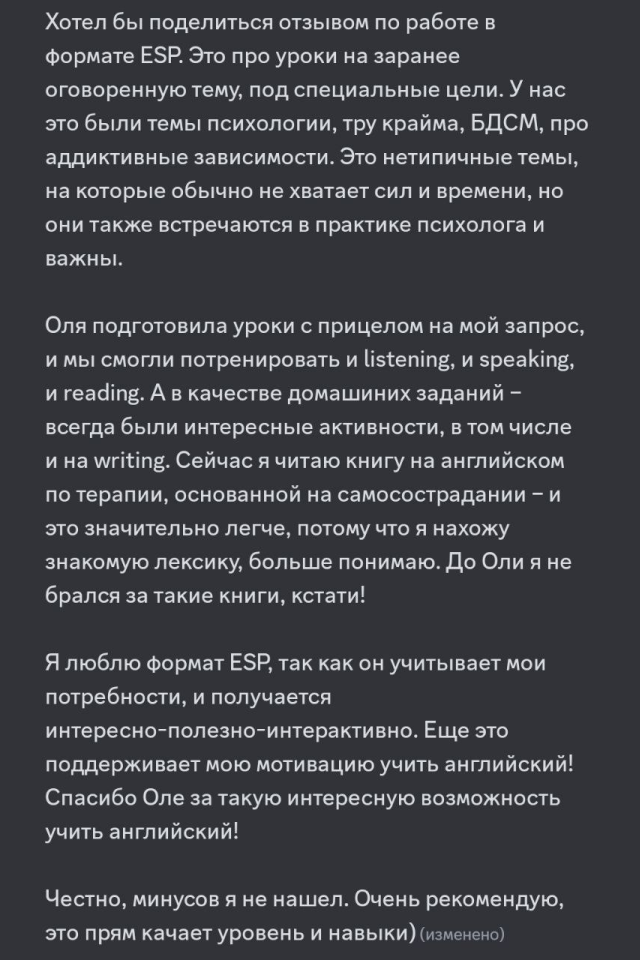 Хотел бы поделиться отзывом по работе в
формате ESP. Это про уроки на заранее
оговоренную тему, под специальные цели. У нас
это были темы психологии, тру крайма, БДСМ, про
аддиктивные зависимости. Это нетипичные темы,
на которые обычно не хватает сил и времени, но
они также встречаются в практике психолога и
важны.
Оля подготовила уроки с прицелом на мой запрос,
и мы смогли потренировать и listening, и speaking,
и reading. А в качестве домашиних заданий –
всегда были интересные активности, в том числе
и на writing. Сейчас я читаю книгу на английском
по терапии, основанной на самосострадании – и
это значительно легче, потому что я нахожу
знакомую лексику, больше понимаю. До Оли я не
брался за такие книги, кстати!
Я люблю формат ESP, так как он учитывает мои
потребности, и получается
интересно-полезно-интерактивно. Еще это
поддерживает мою мотивацию учить английский!
Спасибо Оле за такую интересную возможность
учить английский!
Честно, минусов я не нашел. Очень рекомендую,
это прям качает уровень и навыки) (изменено)